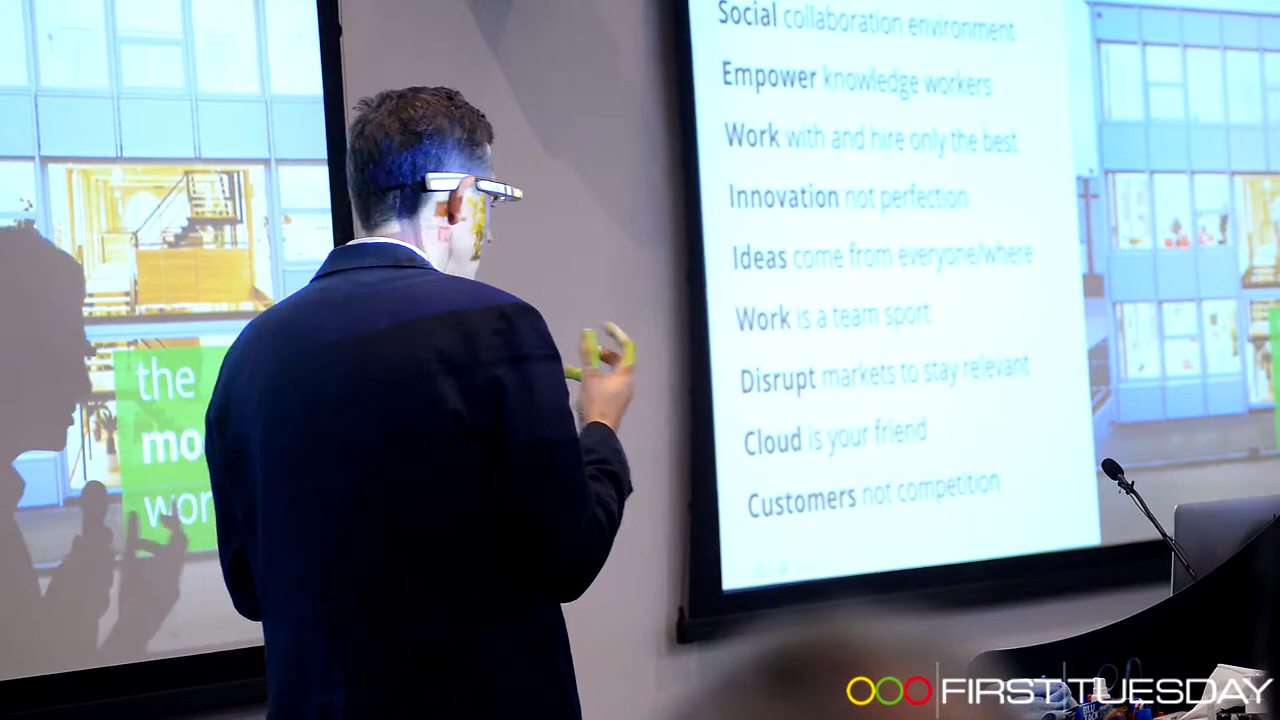 the
mo
wor
Social collaboration environment
Empower knowledge workers
Work with and hire only the best
Innovation not perfection
Ideas come from everyone/where
Work is a team sport
Disrupt markets to stay relevant
Cloud is your friend
Customers not competition
FIRST TUESDAY
BLU